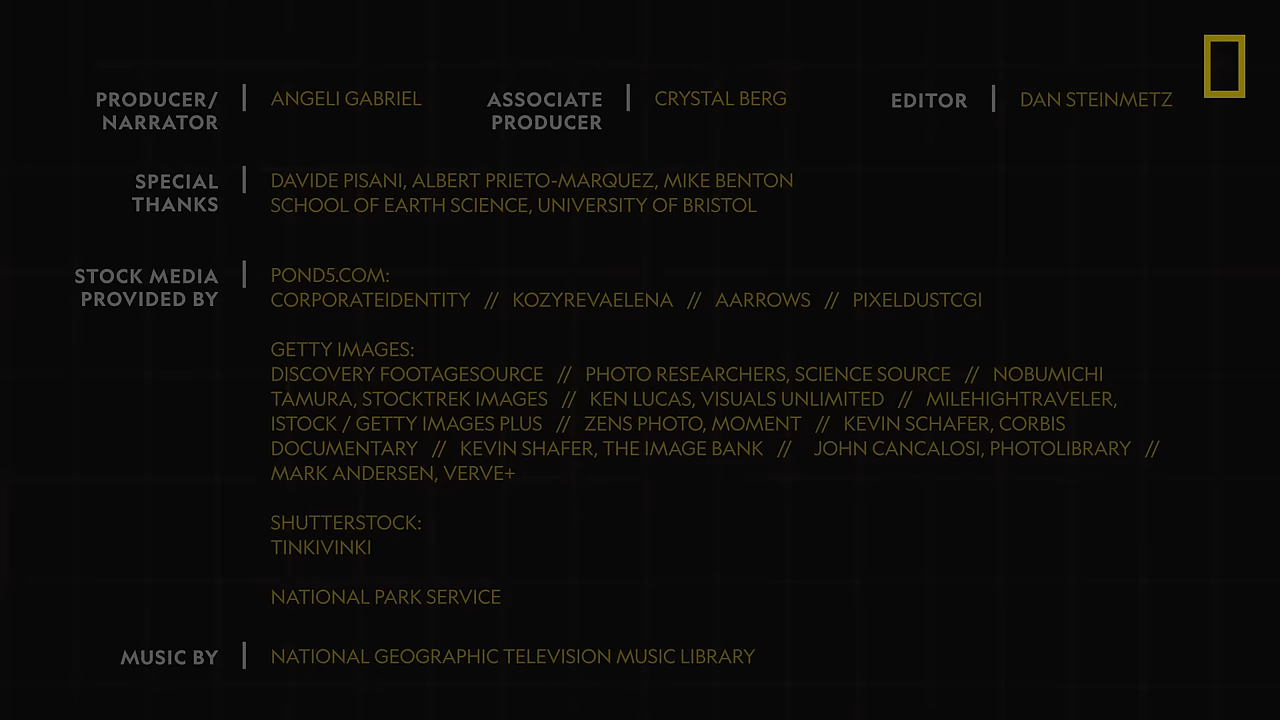 PRODUCER/
NARRATOR
ANGELI GABRIEL
ASSOCIATE
PRODUCER
CRYSTAL BERG
EDITOR
DAN STEINMETZ
SPECIAL
THANKS
DAVIDE PISANI, ALBERT PRIETO-MARQUEZ, MIKE BENTON
SCHOOL OF EARTH SCIENCE, UNIVERSITY OF BRISTOL
STOCK MEDIA
PROVIDED BY
POND5.COM:
CORPORATEIDENTITY // KOZYREVAELENA // AARROWS // PIXELDUSTCGI
GETTY IMAGES:
DISCOVERY FOOTAGESOURCE // PHOTO RESEARCHERS, SCIENCE SOURCE // NOBUMICHI
TAMURA, STOCKTREK IMAGES // KEN LUCAS, VISUALS UNLIMITED // MILEHIGHTRAVELER,
ISTOCK / GETTY IMAGES PLUS // ZENS PHOTO, MOMENT // KEVIN SCHAFER, CORBIS
DOCUMENTARY // KEVIN SHAFER, THE IMAGE BANK // JOHN CANCALOSI, PHOTOLIBRARY //
MARK ANDERSEN, VERVE+
SHUTTERSTOCK:
TINKIVINKI
NATIONAL PARK SERVICE
MUSIC BY
NATIONAL GEOGRAPHIC TELEVISION MUSIC LIBRARY